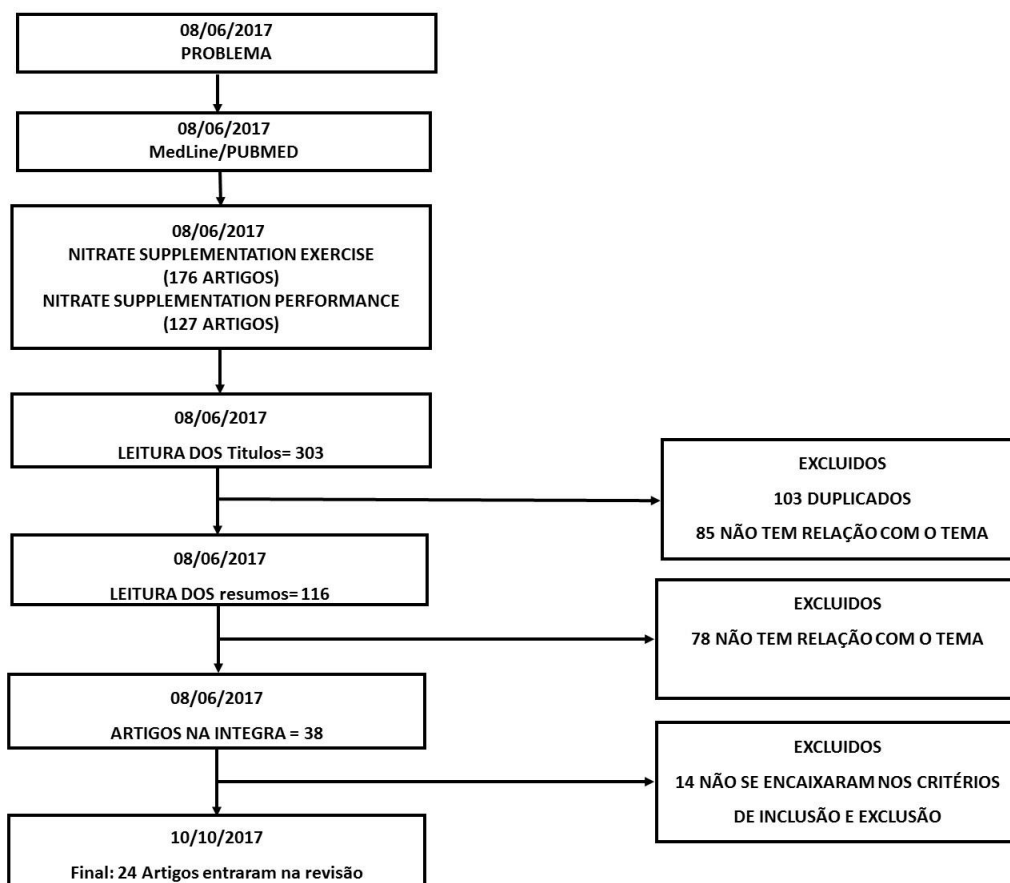 08/06/2017
PROBLEMA
08/06/2017
MedLine/PUBMED
08/06/2017
NITRATE SUPPLEMENTATION EXERCISE
(176 ARTIGOS)
NITRATE SUPPLEMENTATION PERFORMANCE
(127 ARTIGOS)
08/06/2017
LEITURA DOS Titulos= 303
EXCLUIDOS
103 DUPLICADOS
85 NÃO TEM RELAÇÃO COM O TEMA
08/06/2017
LEITURA DOS resumos= 116
EXCLUIDOS
78 NÃO TEM RELAÇÃO COM O TEMA
08/06/2017
ARTIGOS NA INTEGRA = 38
EXCLUIDOS
14 NÃO SE ENCAIXARAM NOS CRITÉRIOS
DE INCLUSÃO E EXCLUSÃO
10/10/2017
Final: 24 Artigos entraram na revisão